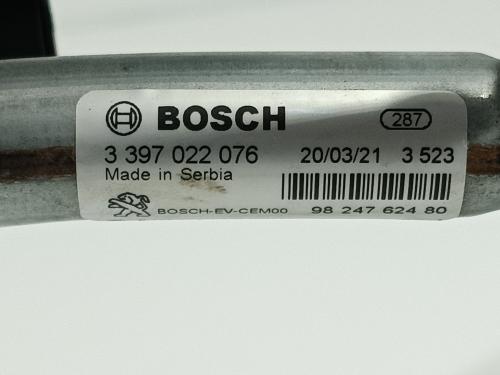 BOSCH 287
3 397 022 076 20/03/21 3 523
Made in Serbia
BOSCH-EV-CEM00 98 247 624 80